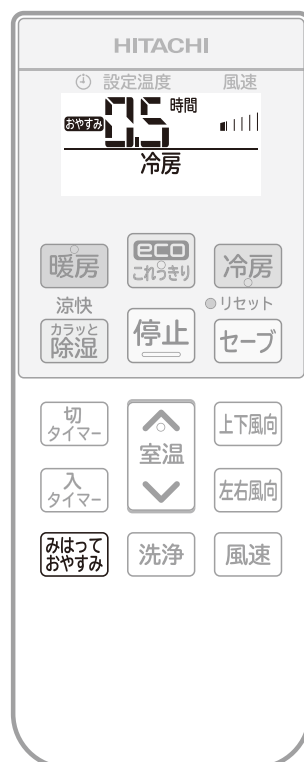 HITACHI
設定温度 風速
おやすみ 0.5 時間
冷房
暖房 eco これっきり 冷房
涼快 リセット
カラッと除湿 停止 セーブ
切タイマー 室温 上下風向
入タイマー 左右風向
みはっておやすみ 洗浄 風速